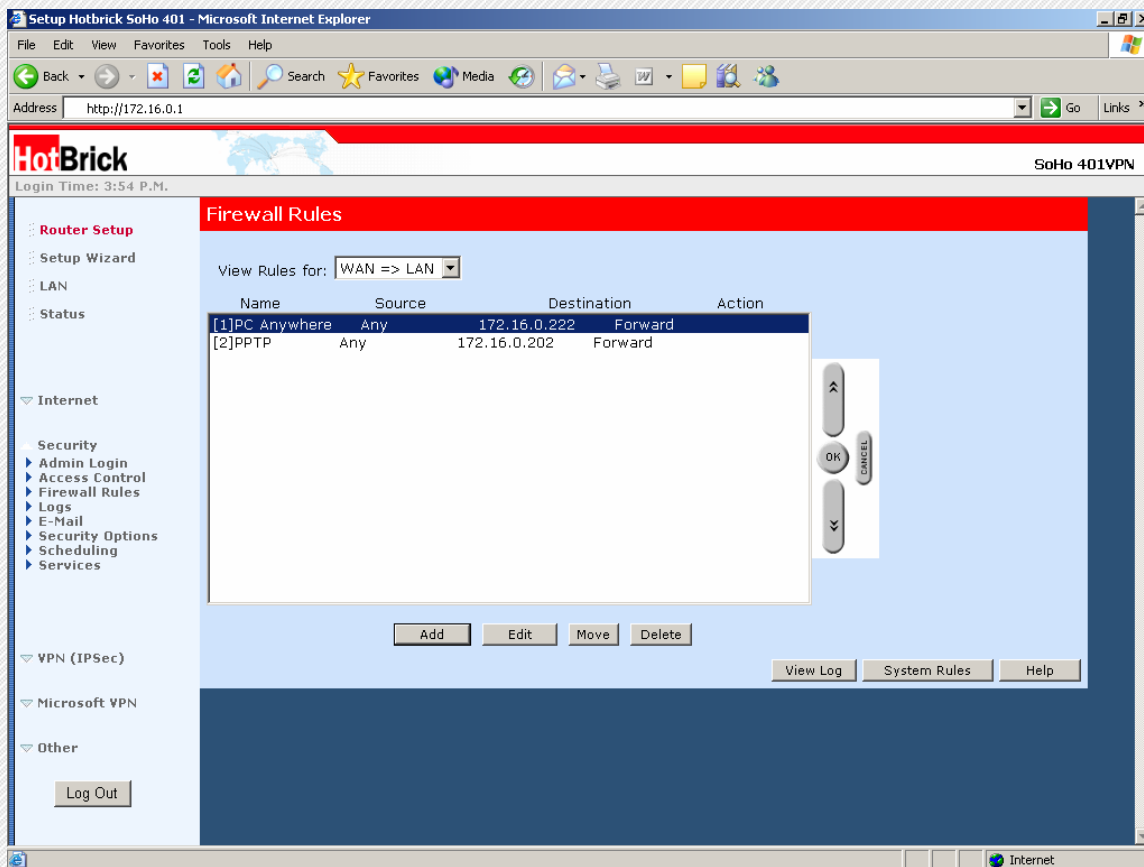 Setup Hotbrick SoHo 401 - Microsoft Internet Explorer
File Edit View Favorites Tools Help
Back Search Favorites Media
Address http://172.16.0.1 Go Links
HotBrick
SoHo 401VPN
Login Time: 3:54 P.M.
Firewall Rules
Router Setup
Setup Wizard
LAN
Status
Internet
Security
Admin Login
Access Control
Firewall Rules
Logs
E-Mail
Security Options
Scheduling
Services
VPN (IPSec)
Microsoft VPN
Other
Log Out
View Rules for: WAN => LAN
Name Source Destination Action
[1]PC Anywhere Any 172.16.0.222 Forward
[2]PPTP Any 172.16.0.202 Forward
OK
CANCEL
Add Edit Move Delete
View Log System Rules Help
Internet